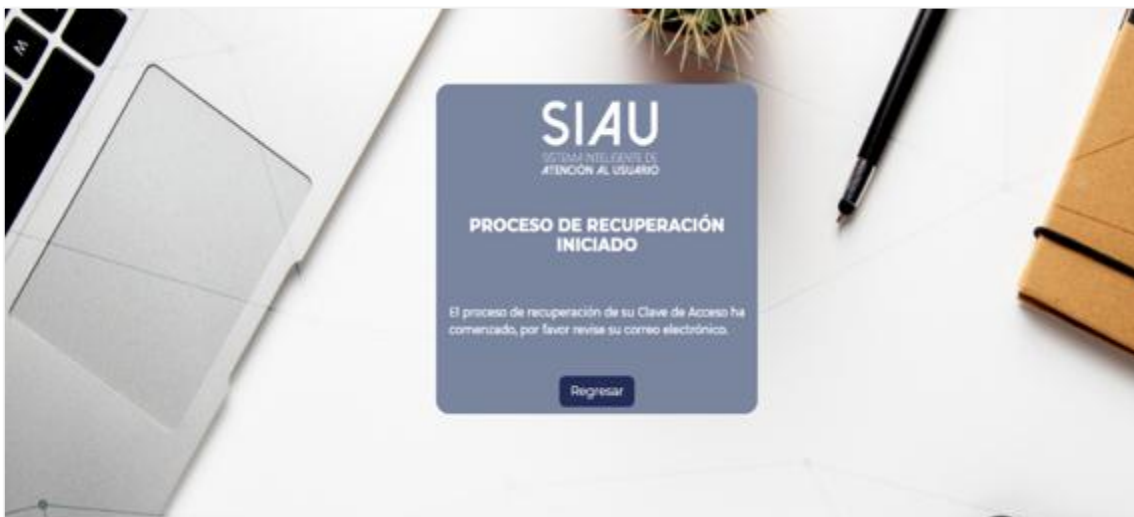 W
SIAU
SISTEMA INTELIGENTE DE
ATENCIÓN AL USUARIO
PROCESO DE RECUPERACIÓN
INICIADO
El proceso de recuperación de su Clave de Acceso ha
comenzado, por favor revise su correo electrónico.
Regresar